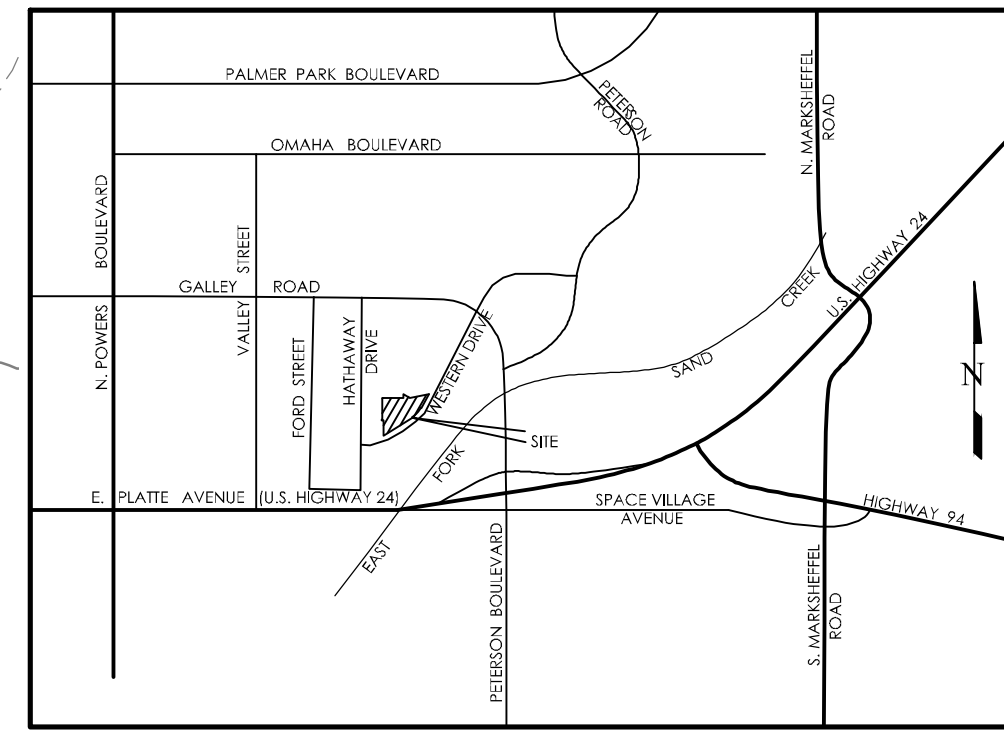 PALMER PARK BOULEVARD
PETERSON
ROAD
N. MARKSHEFFEL
ROAD
OMAHA BOULEVARD
N. POWERS BOULEVARD
VALLEY STREET
GALLEY ROAD
U.S. HIGHWAY 24
CREEK
SAND
FORD STREET
HATHAWAY
DRIVE
WESTERN DRIVE
N
SITE
FORK
E. PLATTE AVENUE (U.S. HIGHWAY 24)
SPACE VILLAGE
AVENUE
HIGHWAY 94
EAST
PETERSON BOULEVARD
S. MARKSHEFFEL
ROAD